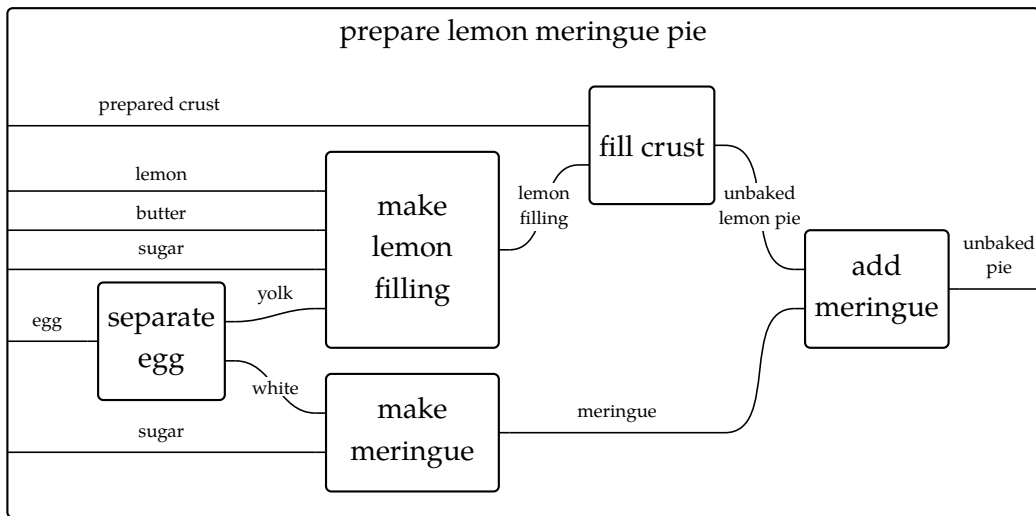 prepare lemon meringue pie
prepared crust
fill crust
lemon
butter
sugar
make
lemon
filling
lemon
filling
unbaked
lemon pie
add
meringue
unbaked
pie
egg
separate
egg
yolk
white
sugar
make
meringue
meringue